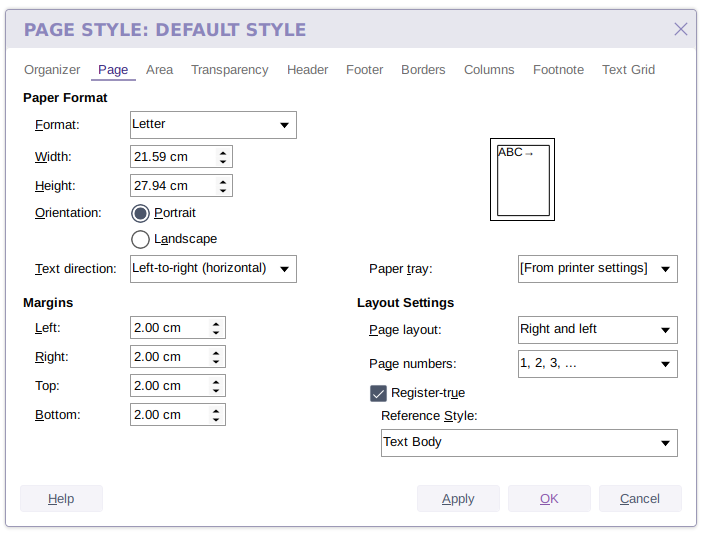 PAGE STYLE: DEFAULT STYLE
Organizer Page Area Transparency Header Footer Borders Columns Footnote Text Grid
Paper Format
Format: Letter
Width: 21.59 cm
Height: 27.94 cm
Orientation: Portrait
Landscape
ABC→
Text direction: Left-to-right (horizontal)
Paper tray: [From printer settings]
Margins
Left: 2.00 cm
Right: 2.00 cm
Top: 2.00 cm
Bottom: 2.00 cm
Layout Settings
Page layout: Right and left
Page numbers: 1, 2, 3, ...
Register-true
Reference Style:
Text Body
Help Apply OK Cancel